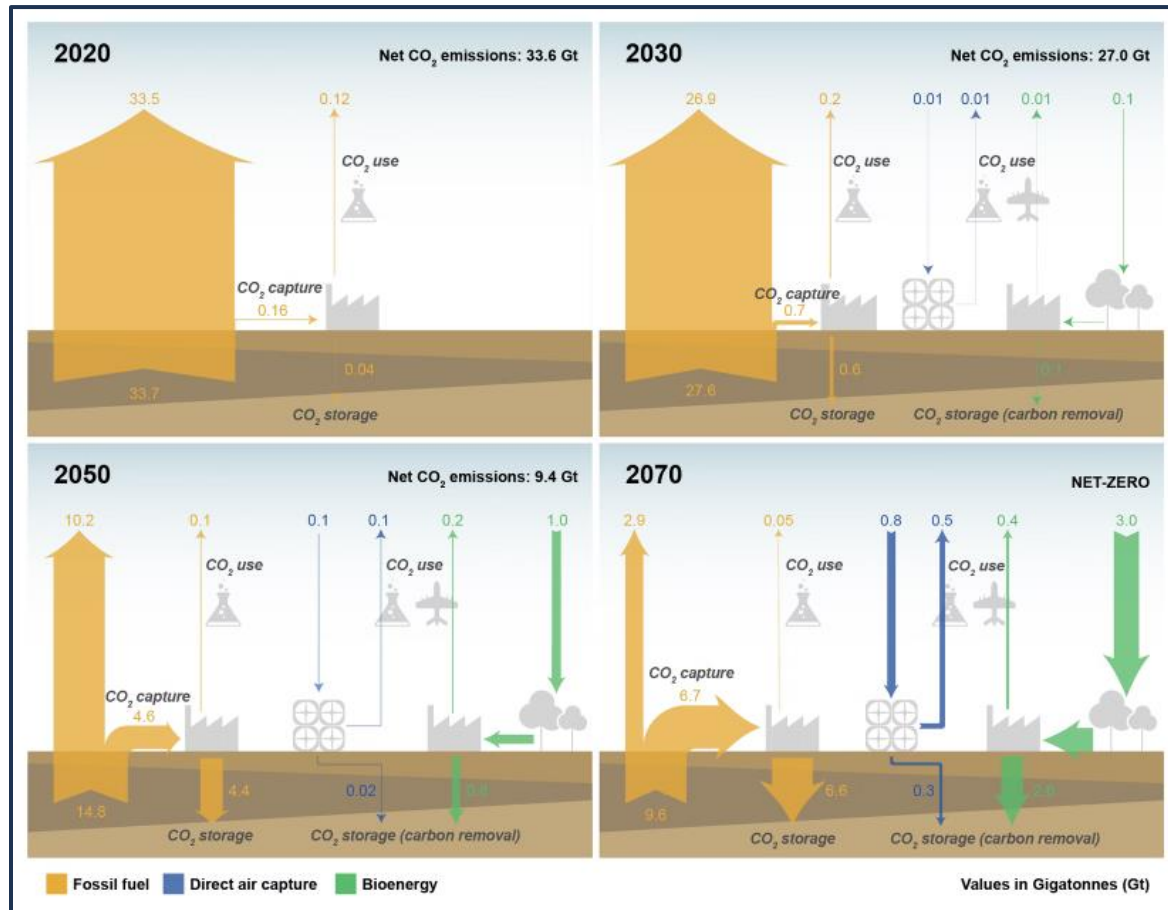 2020
Net CO₂ emissions: 33.6 Gt
33.5
0.12
CO₂ use
CO₂ capture
0.16
0.04
33.7
CO₂ storage
2030
Net CO₂ emissions: 27.0 Gt
26.9
0.2
0.01
0.01
0.01
0.1
CO₂ use
CO₂ use
CO₂ capture
0.7
0.6
0.1
27.6
CO₂ storage
CO₂ storage (carbon removal)
2050
Net CO₂ emissions: 9.4 Gt
10.2
0.1
0.1
0.1
0.2
1.0
CO₂ use
CO₂ use
CO₂ capture
4.6
4.4
0.02
0.8
14.8
CO₂ storage
CO₂ storage (carbon removal)
2070
NET-ZERO
2.9
0.05
0.8
0.5
0.4
3.0
CO₂ use
CO₂ use
CO₂ capture
6.7
6.6
0.3
2.6
9.6
CO₂ storage
CO₂ storage (carbon removal)
Fossil fuel
Direct air capture
Bioenergy
Values in Gigatonnes (Gt)